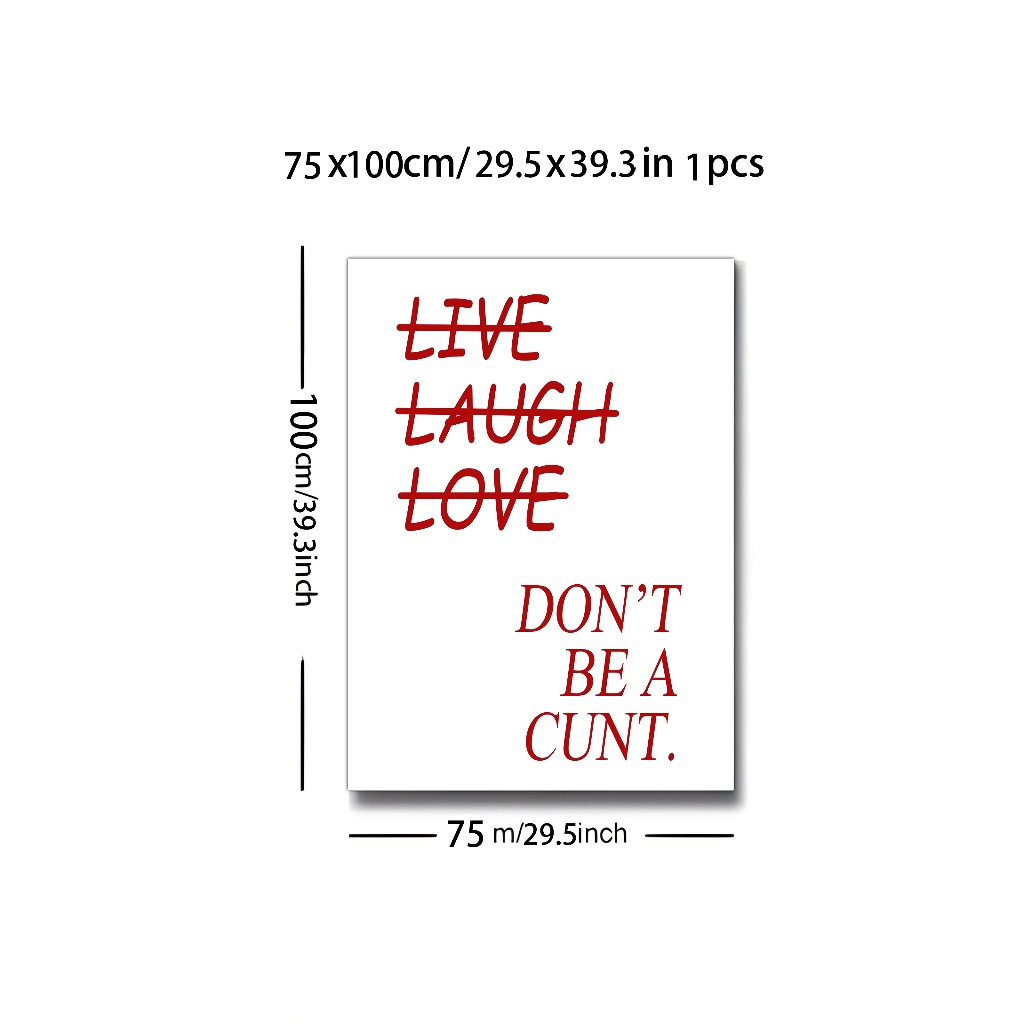 75x100cm/29.5x39.3in 1pcs
100cm/39.3inch
LIVE
LAUGH
LOVE
DON'T
BE A
CUNT.
75 m/29.5inch